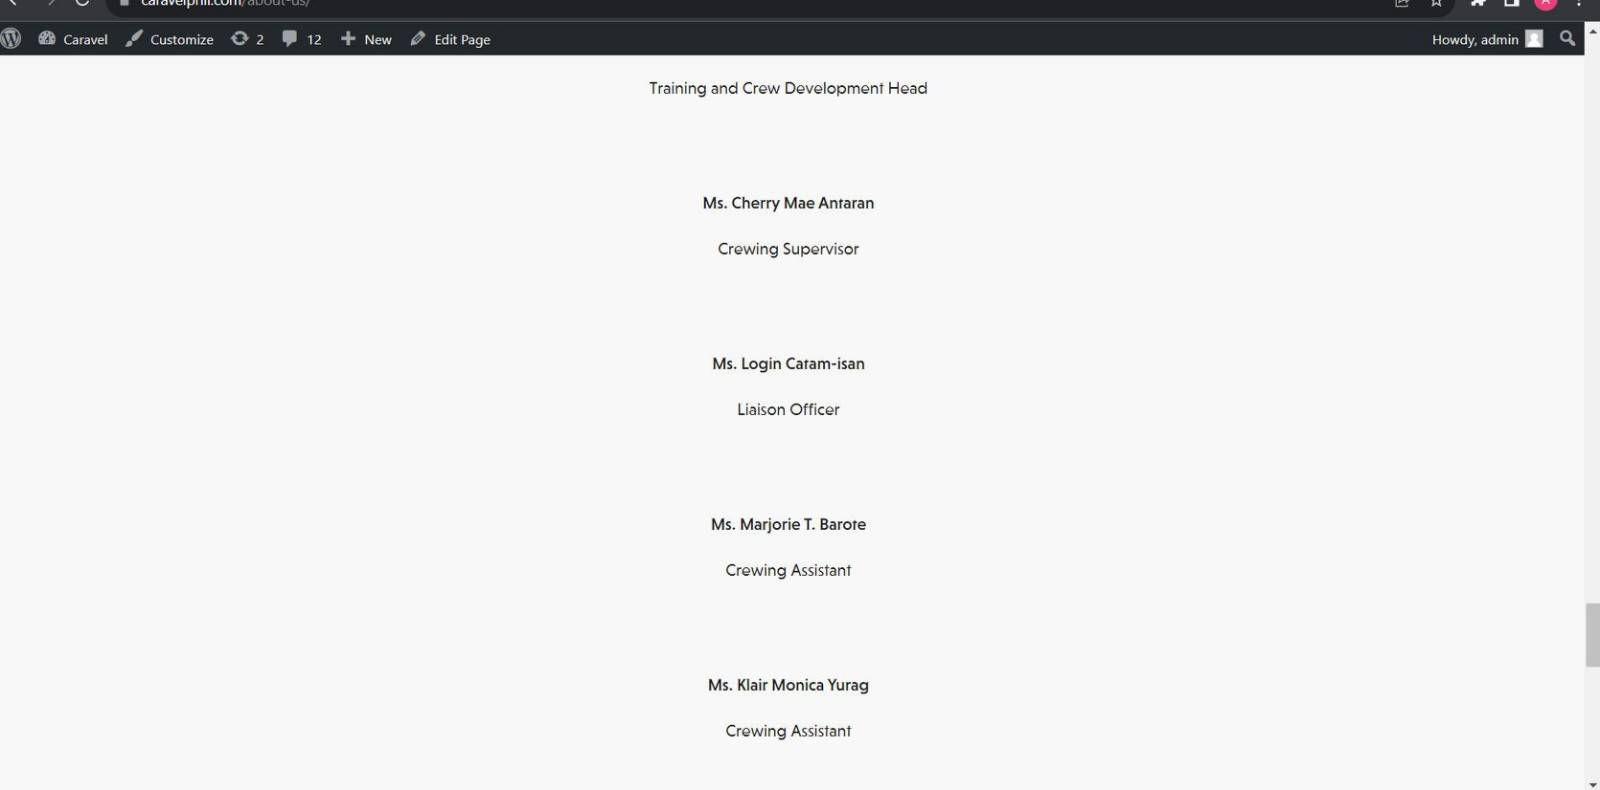 caravelphil.com/about-us/
Caravel Customize 2 12 New Edit Page Howdy, admin
Training and Crew Development Head
Ms. Cherry Mae Antaran
Crewing Supervisor
Ms. Login Catam-isan
Liaison Officer
Ms. Marjorie T. Barote
Crewing Assistant
Ms. Klair Monica Yurag
Crewing Assistant